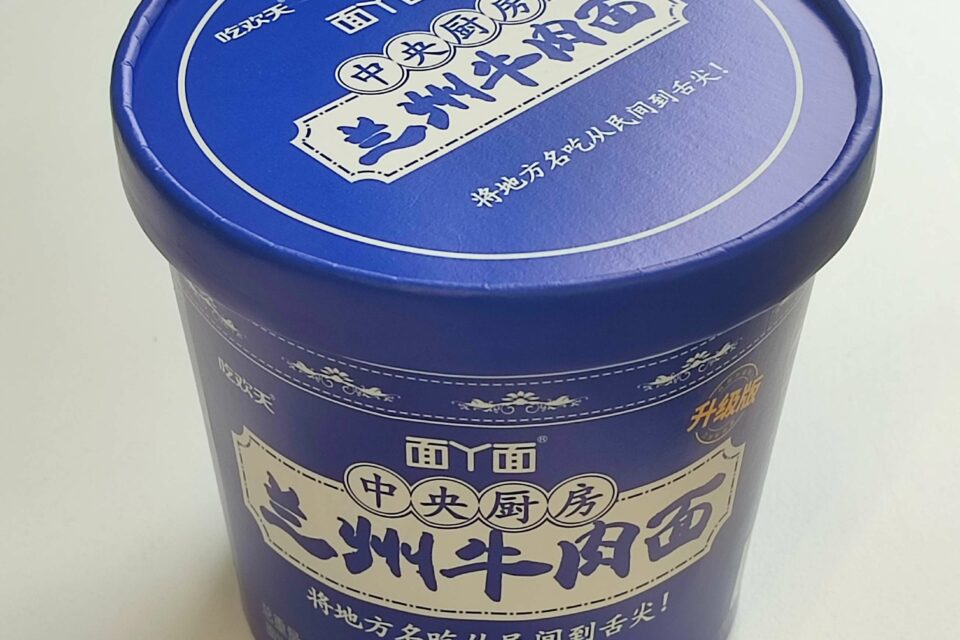 吃欢天
面丫面
中央厨房
兰州牛肉面
将地方名吃从民间到舌尖!
吃欢天
升级版
面丫面®
中央厨房
兰州牛肉面
将地方名吃从民间到舌尖!